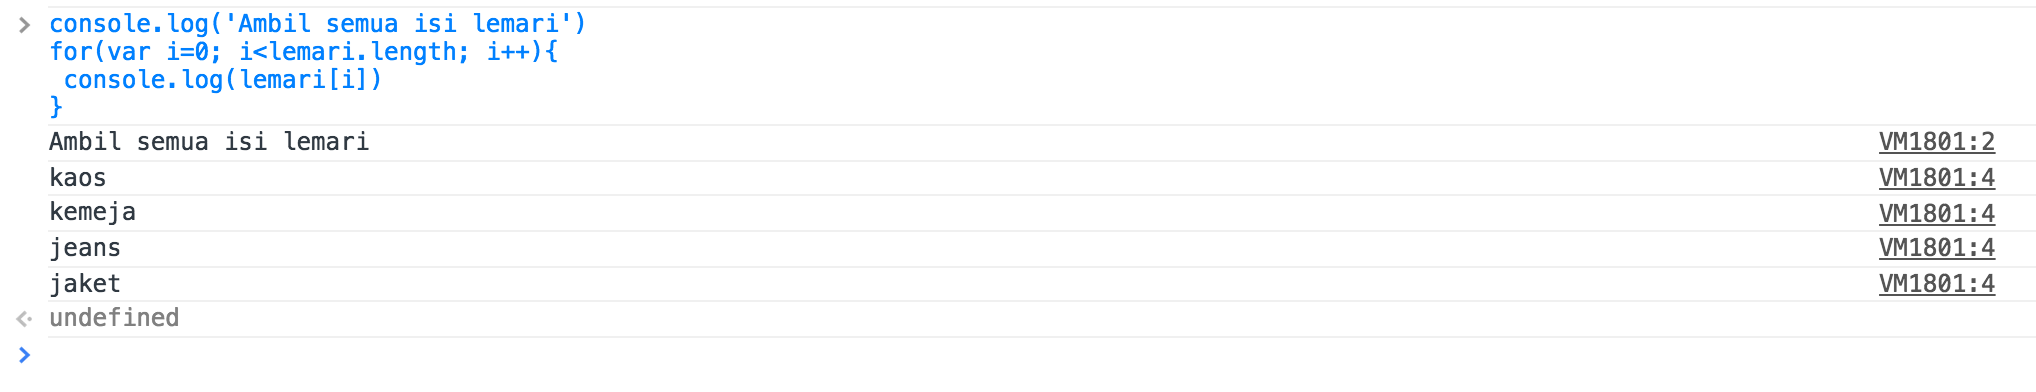 > console.log('Ambil semua isi lemari')
for(var i=0; i<lemari.length; i++){
 console.log(lemari[i])
}
Ambil semua isi lemari VM1801:2
kaos VM1801:4
kemeja VM1801:4
jeans VM1801:4
jaket VM1801:4
undefined
>